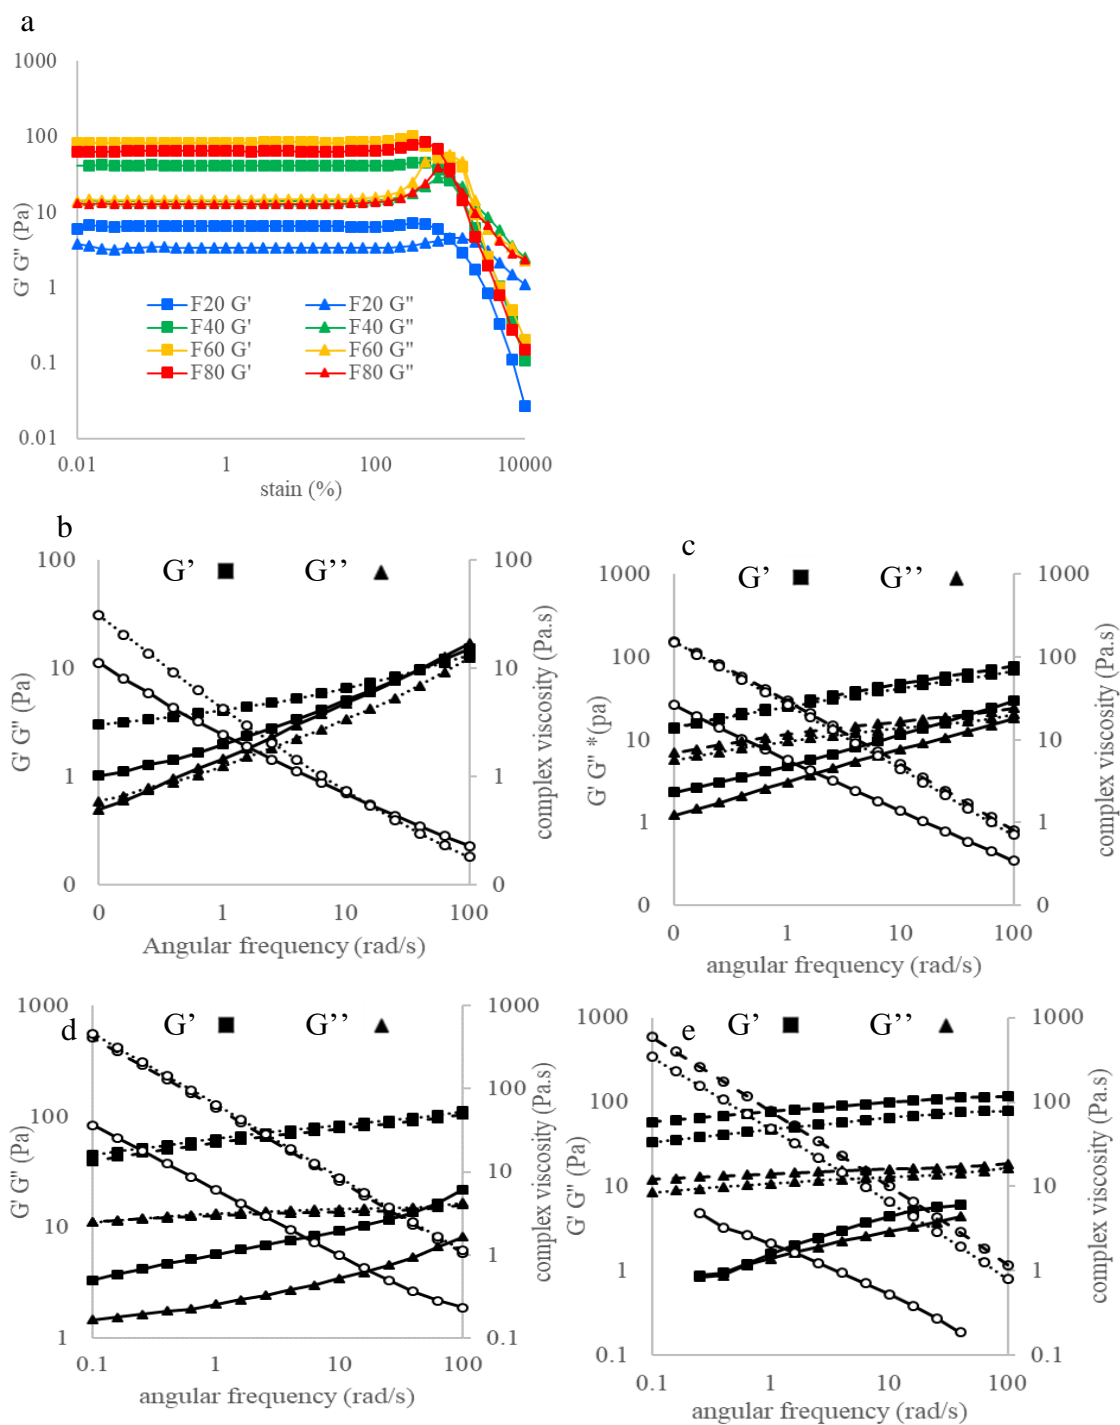 a
1000
100
10
1
0.1
0.01
G' G" (Pa)
F20 G' F20 G"
F40 G' F40 G"
F60 G' F60 G"
F80 G' F80 G"
0.01 1 100 10000
stain (%)
b
G’ G’’
100
10
1
0
G' G" (Pa)
100
10
1
0
complex viscosity (Pa.s)
0 1 10 100
Angular frequency (rad/s)
c
G’ G’’
1000
100
10
1
0
G' G" *(pa)
1000
100
10
1
0
complex viscosity (Pa.s)
0 1 10 100
angular frequency (rad/s)
d
G’ G’’
1000
100
10
1
G' G" (Pa)
1000
100
10
1
0.1
complex viscosity (Pa.s)
0.1 1 10 100
angular frequency (rad/s)
e
G’ G’’
1000
100
10
1
0.1
G' G" (Pa)
1000
100
10
1
0.1
complex viscosity (Pa.s)
0.1 1 10 100
angular frequency (rad/s)